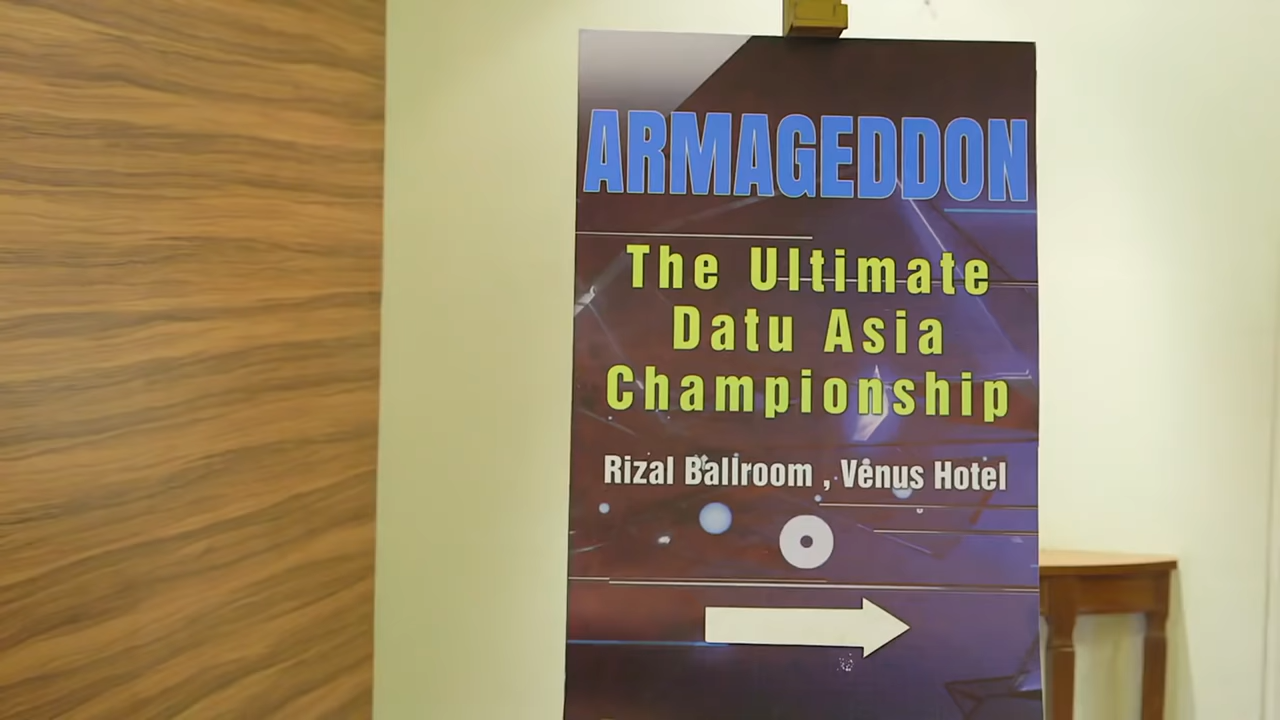 ARMAGEDDON
The Ultimate
Datu Asia
Championship
Rizal Ballroom , Venus Hotel